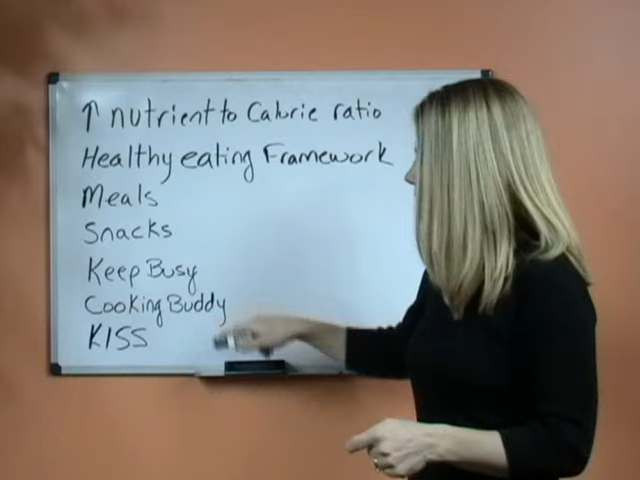 ↑ nutrient to Calorie ratio
Healthy eating Framework
Meals
Snacks
Keep Busy
Cooking Buddy
KISS